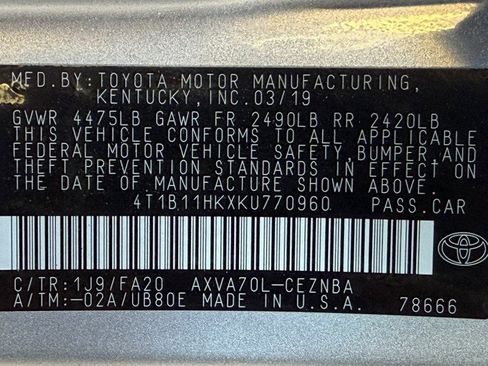 MFD.BY:TOYOTA MOTOR MANUFACTURING,
KENTUCKY,INC.03/19
GVWR 4475LB GAWR FR 2490LB RR 2420LB
THIS VEHICLE CONFORMS TO ALL APPLICABLE
FEDERAL MOTOR VEHICLE SAFETY,BUMPER,AND
THEFT PREVENTION STANDARDS IN EFFECT ON
THE DATE OF MANUFACTURE SHOWN ABOVE.
4T1B11HKXKU770960 PASS.CAR
C/TR:1J9/FA20 AXVA70L-CEZNBA
A/TM:-02A/UB80E MADE IN U.S.A. 78666